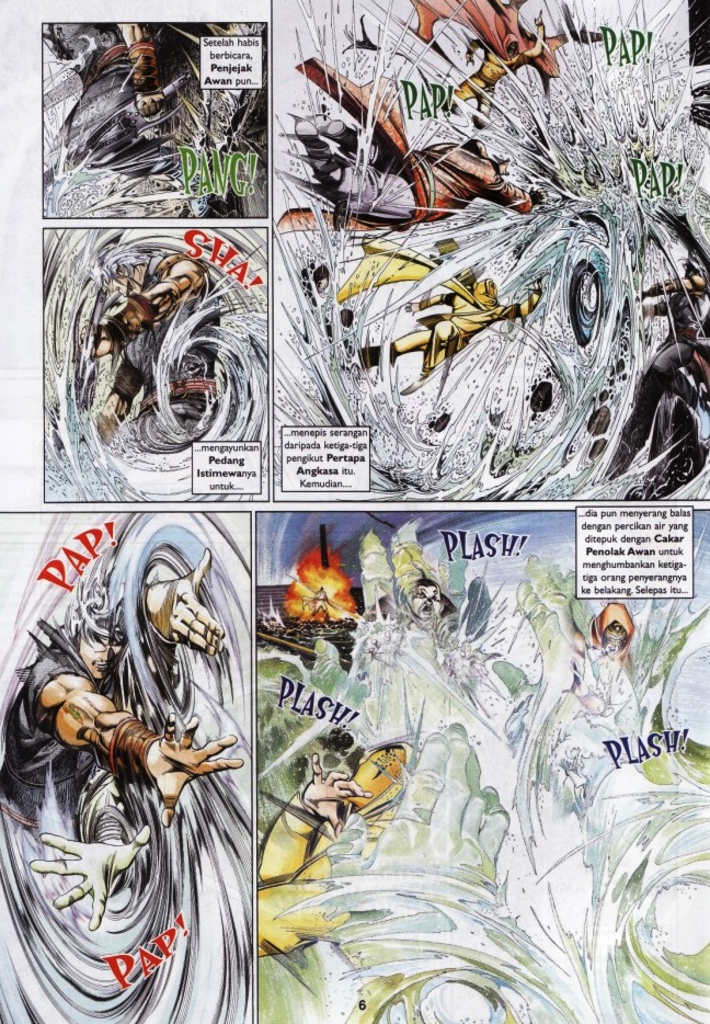 Setelah habis
berbicara,
Penjejak
Awan pun...
PANG!
SHA!
...mengayunkan
Pedang
Istimewanya
untuk....
PAP!
PAP!
PAP!
...menepis serangan
daripada ketiga-tiga
pengikut Pertapa
Angkasa itu.
Kemudian....
PAP!
PAP!
...dia pun menyerang balas
dengan percikan air yang
ditepuk dengan Cakar
Penolak Awan untuk
menghumbankan ketiga-
tiga orang penyerangnya
ke belakang. Selepas itu...
PLASH!
PLASH!
PLASH!
6